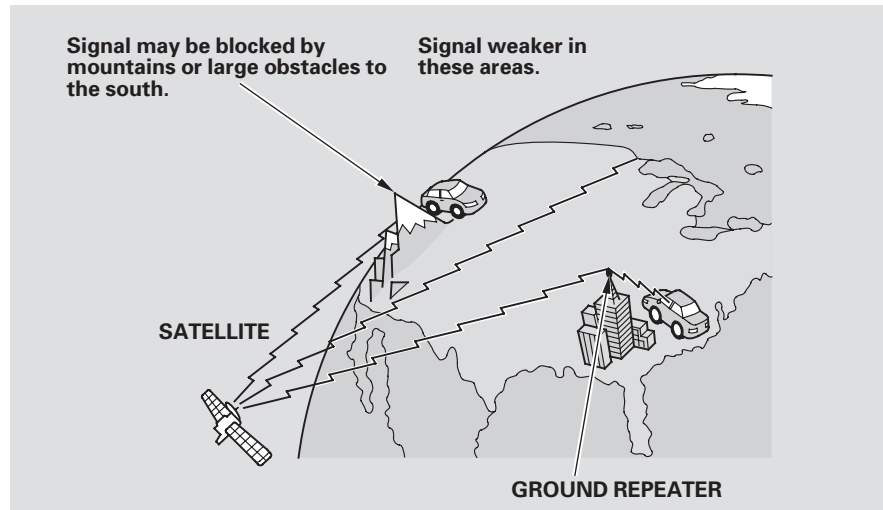 Signal may be blocked by
mountains or large obstacles to
the south.
Signal weaker in
these areas.
SATELLITE
GROUND REPEATER